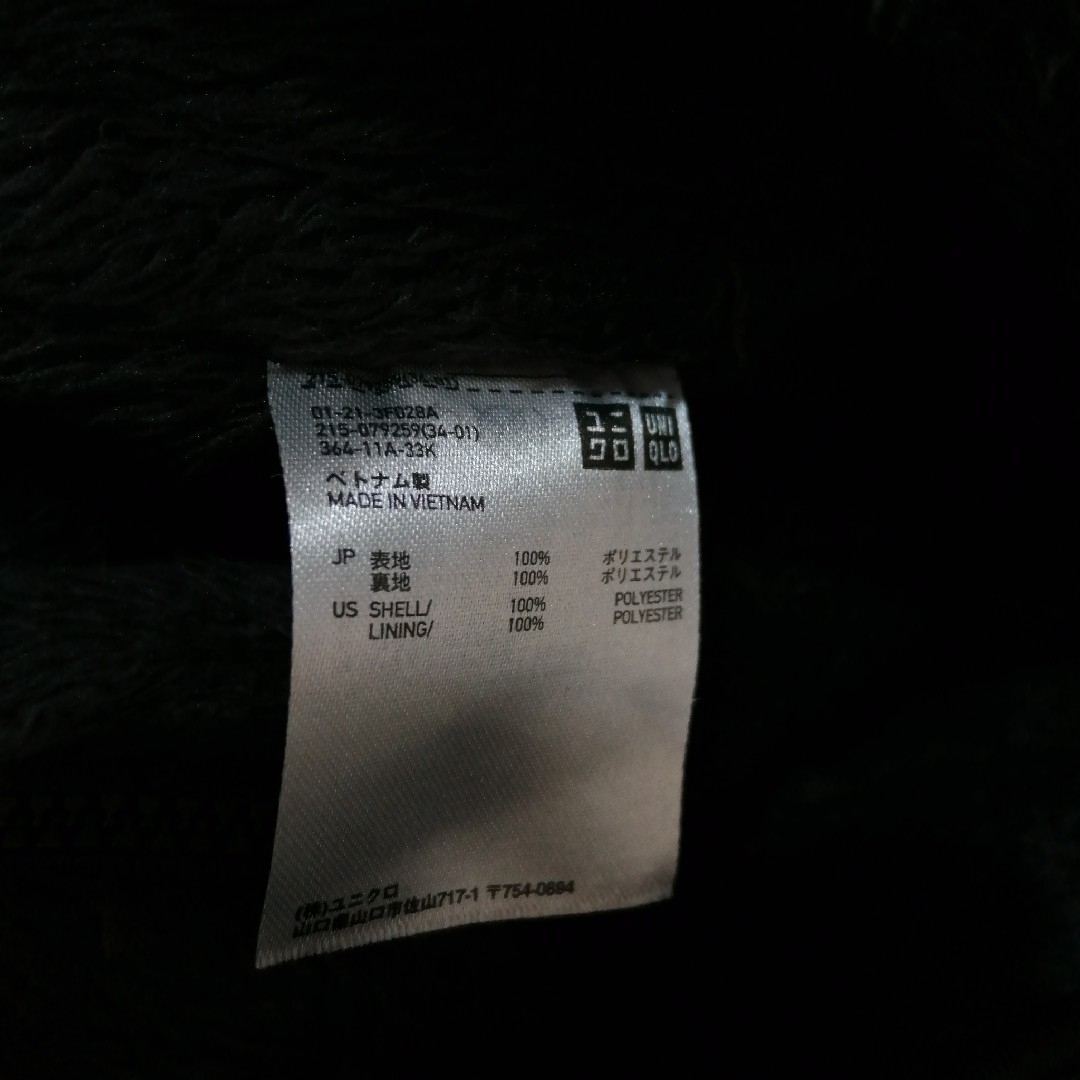 01-21-3F028A
215-079259(34-01)
364-11A-33K
ユニ
クロ
UNI
QLO
ベトナム製
MADE IN VIETNAM
JP 表地 100% ポリエステル
裏地 100% ポリエステル
US SHELL/ 100% POLYESTER
LINING/ 100% POLYESTER
(株)ユニクロ
山口県山口市佐山717-1 〒754-0894